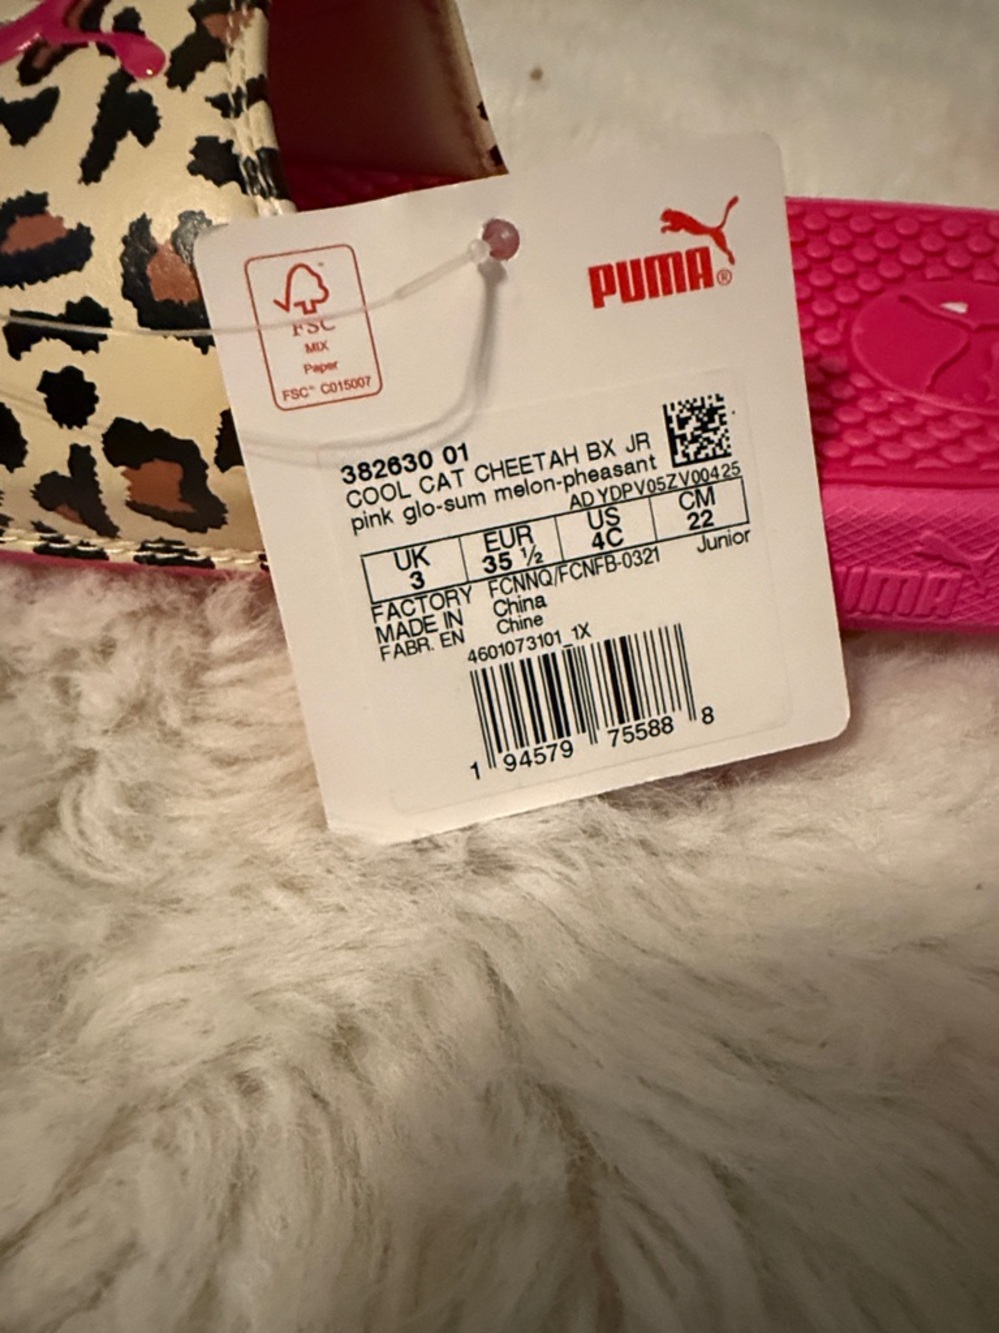 PUMA®
FSC
MIX
Paper
FSC™ C015007
382630 01
COOL CAT CHEETAH BX JR
pink glo-sum melon-pheasant
AD YDPV05ZV00425
UK EUR US CM
3 35 ½ 4C 22
FACTORY FCNNQ/FCNFB-0321 Junior
MADE IN China
FABR. EN Chine
4601073101_1X
1 94579 75588 8
PUMA